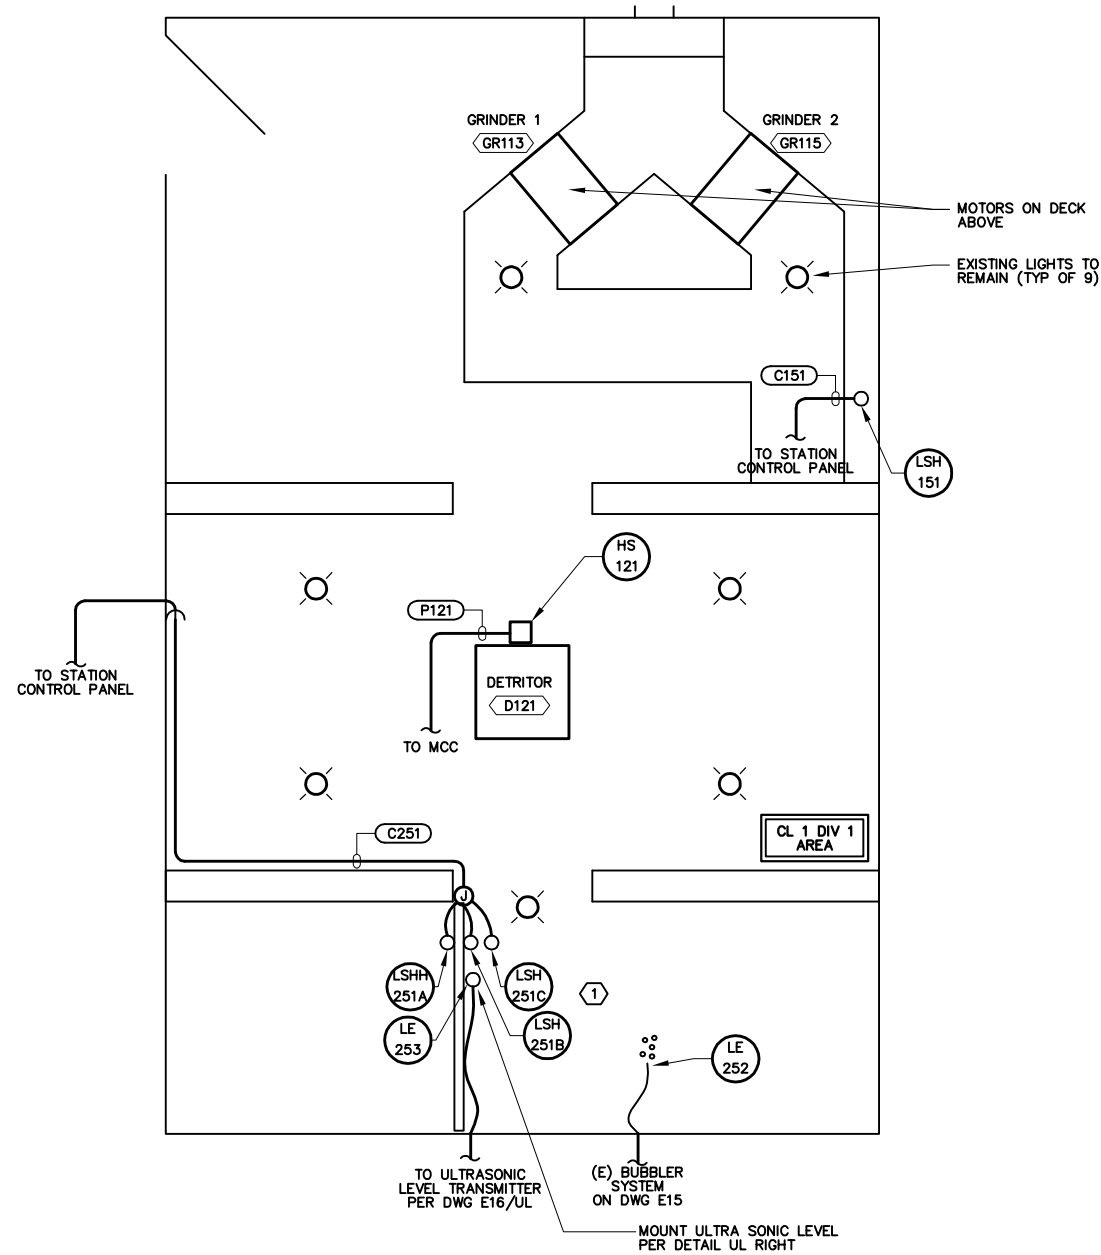 GRINDER 1
GR113
GRINDER 2
GR115
MOTORS ON DECK
ABOVE
EXISTING LIGHTS TO
REMAIN (TYP OF 9)
C151
TO STATION
CONTROL PANEL
LSH
151
HS
121
P121
TO STATION
CONTROL PANEL
DETRITOR
D121
TO MCC
C251
CL 1 DIV 1
AREA
J
LSHH
251A
LSH
251C
1
LE
253
LSH
251B
LE
252
TO ULTRASONIC
LEVEL TRANSMITTER
PER DWG E16/UL
(E) BUBBLER
SYSTEM
ON DWG E15
MOUNT ULTRA SONIC LEVEL
PER DETAIL UL RIGHT